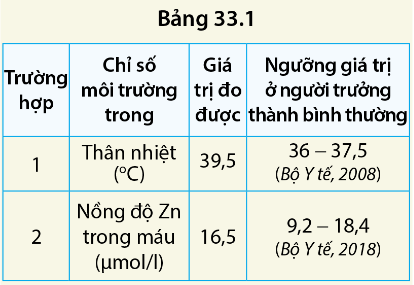 Bảng 33.1
Trường
hợp
Chỉ số
môi trường
trong
Giá
trị đo
được
Ngưỡng giá trị
ở người trưởng
thành bình thường
1
Thân nhiệt
(ºC)
39,5
36 – 37,5
(Bộ Y tế, 2008)
2
Nồng độ Zn
trong máu
(μmol/l)
16,5
9,2 – 18,4
(Bộ Y tế, 2018)